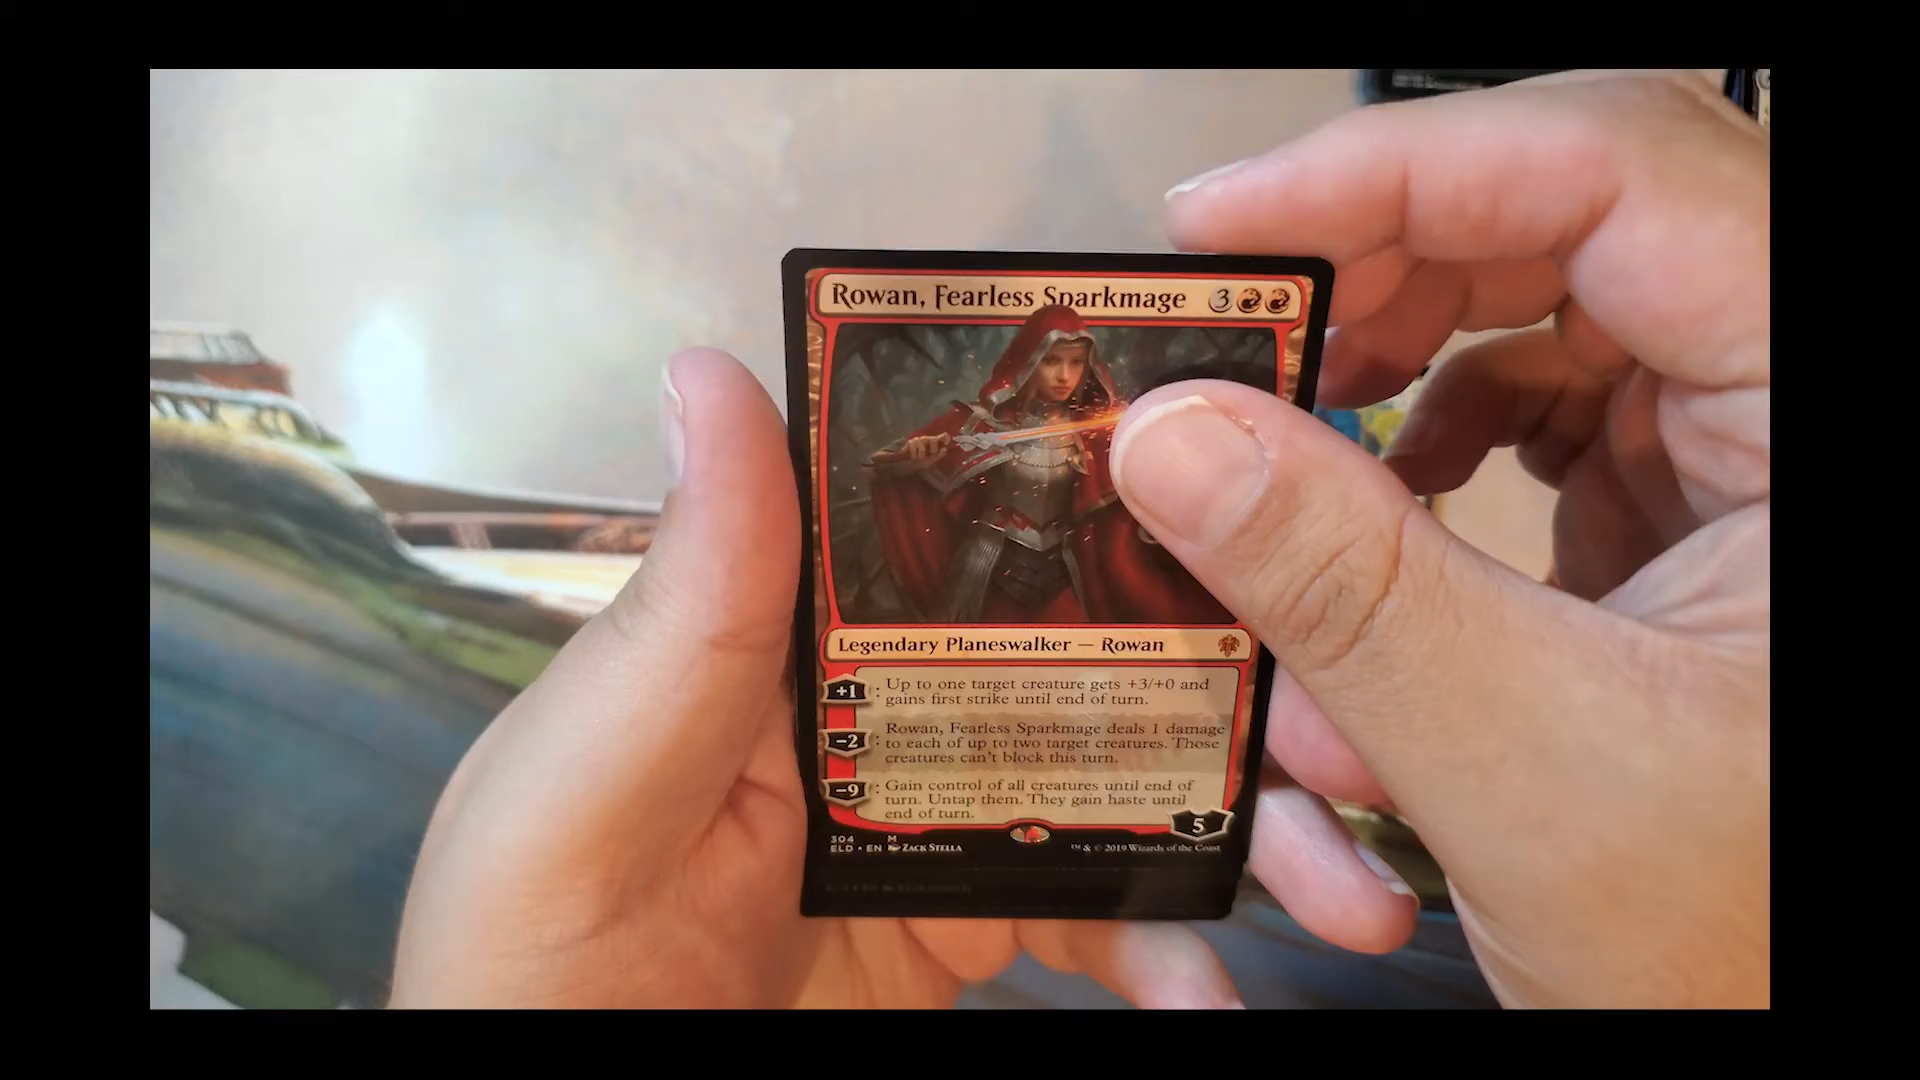 Rowan, Fearless Sparkmage 3
Legendary Planeswalker — Rowan
+1 : Up to one target creature gets +3/+0 and
gains first strike until end of turn.
-2 : Rowan, Fearless Sparkmage deals 1 damage
to each of up to two target creatures. Those
creatures can't block this turn.
-9 : Gain control of all creatures until end of
turn. Untap them. They gain haste until
end of turn.
5
304 M
ELD • EN ZACK STELLA
™ & © 2019 Wizards of the Coast